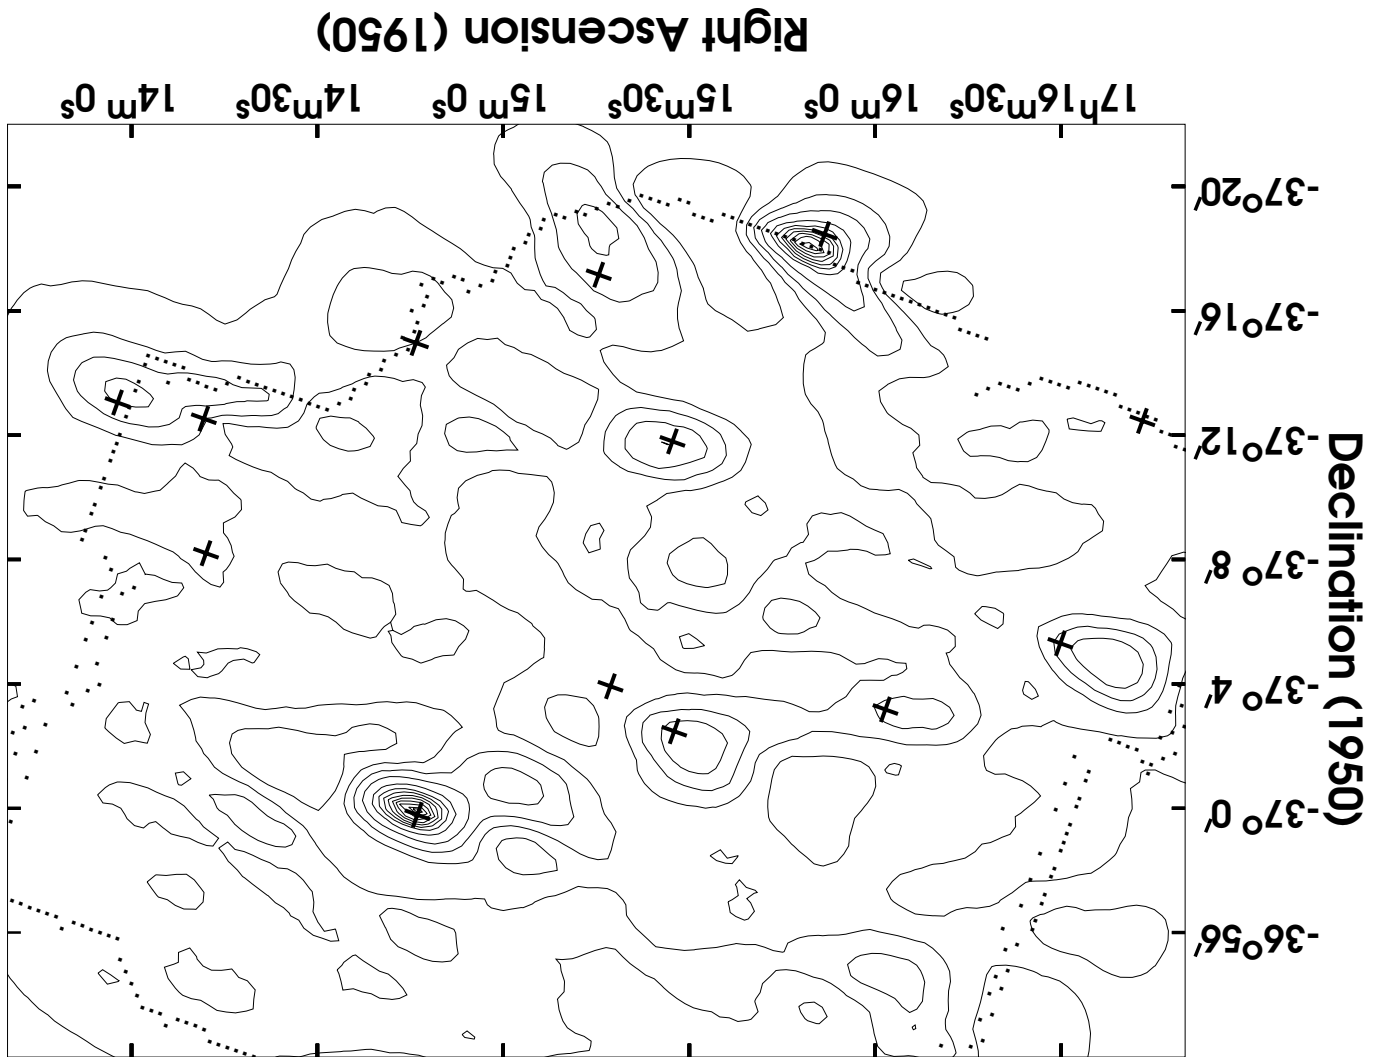 Declination (1950)
-36°56'
-37° 0'
-37° 4'
-37° 8'
-37°12'
-37°16'
-37°20'
17h16m30s 16m 0s 15m30s 15m 0s 14m30s 14m 0s
Right Ascension (1950)